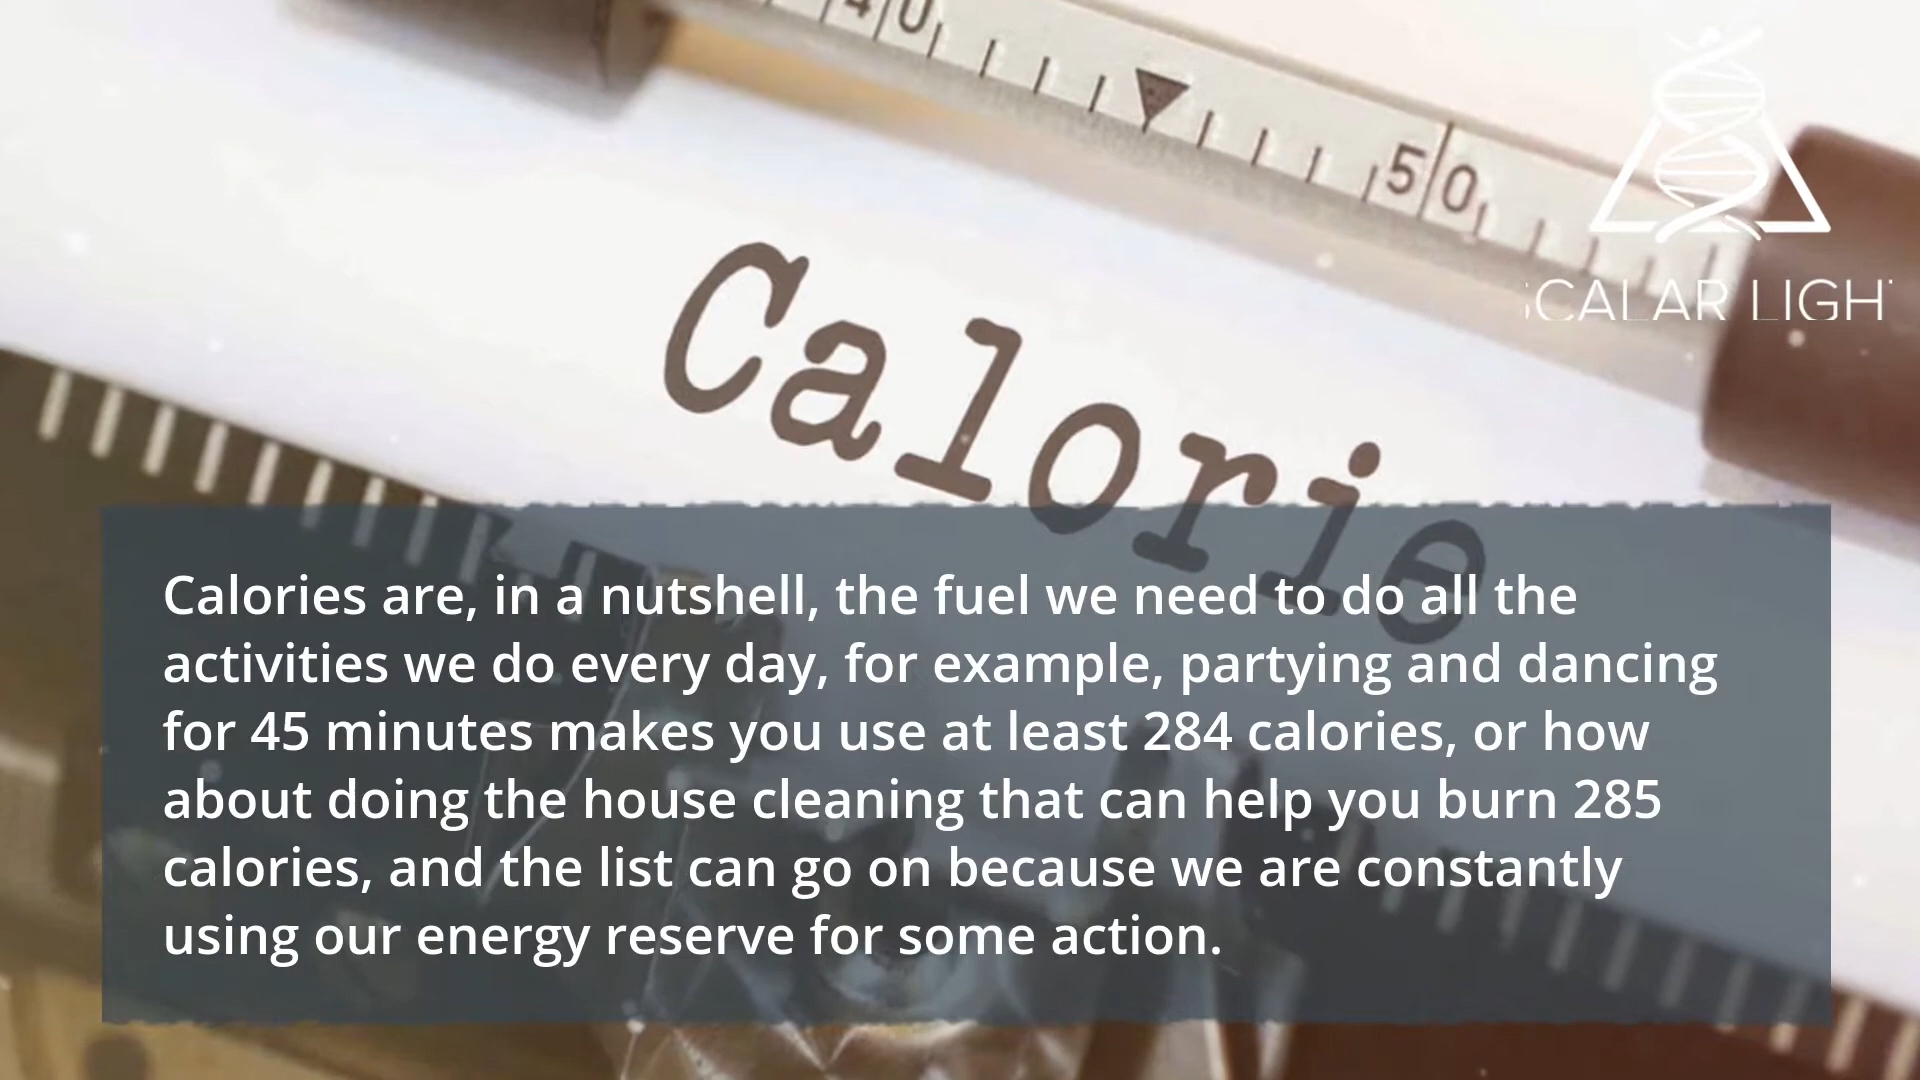 40
50
CALAR LIGH
Calorie
Calories are, in a nutshell, the fuel we need to do all the
activities we do every day, for example, partying and dancing
for 45 minutes makes you use at least 284 calories, or how
about doing the house cleaning that can help you burn 285
calories, and the list can go on because we are constantly
using our energy reserve for some action.